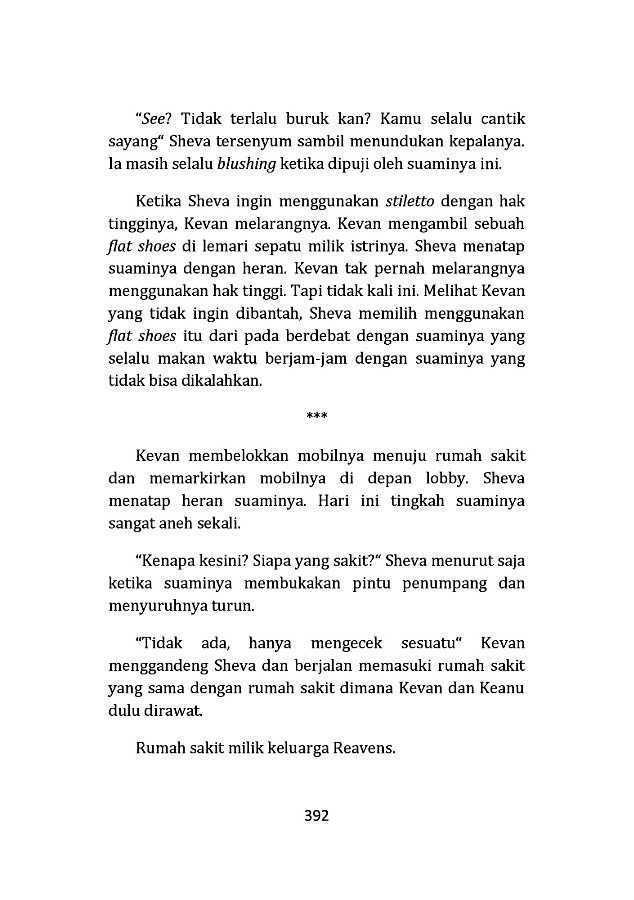 “See? Tidak terlalu buruk kan? Kamu selalu cantik
sayang“ Sheva tersenyum sambil menundukan kepalanya.
Ia masih selalu blushing ketika dipuji oleh suaminya ini.
Ketika Sheva ingin menggunakan stiletto dengan hak
tingginya, Kevan melarangnya. Kevan mengambil sebuah
flat shoes di lemari sepatu milik istrinya. Sheva menatap
suaminya dengan heran. Kevan tak pernah melarangnya
menggunakan hak tinggi. Tapi tidak kali ini. Melihat Kevan
yang tidak ingin dibantah, Sheva memilih menggunakan
flat shoes itu dari pada berdebat dengan suaminya yang
selalu makan waktu berjam-jam dengan suaminya yang
tidak bisa dikalahkan.
***
Kevan membelokkan mobilnya menuju rumah sakit
dan memarkirkan mobilnya di depan lobby. Sheva
menatap heran suaminya. Hari ini tingkah suaminya
sangat aneh sekali.
“Kenapa kesini? Siapa yang sakit?“ Sheva menurut saja
ketika suaminya membukakan pintu penumpang dan
menyuruhnya turun.
“Tidak ada, hanya mengecek sesuatu“ Kevan
menggandeng Sheva dan berjalan memasuki rumah sakit
yang sama dengan rumah sakit dimana Kevan dan Keanu
dulu dirawat.
Rumah sakit milik keluarga Reavens.
392